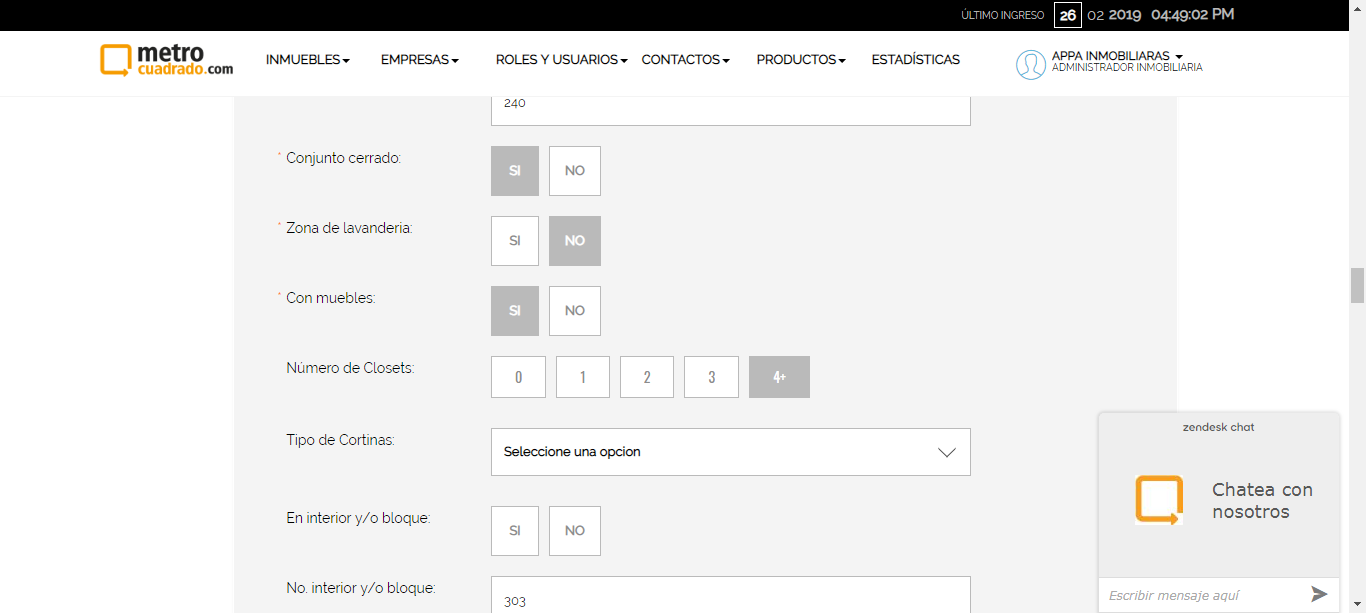 ÚLTIMO INGRESO 26 02 2019 04:49:02 PM
metro
cuadrado.com
INMUEBLES EMPRESAS ROLES Y USUARIOS CONTACTOS PRODUCTOS ESTADÍSTICAS
APPA INMOBILIARAS
ADMINISTRADOR INMOBILIARIA
240
* Conjunto cerrado: SI NO
* Zona de lavanderia: SI NO
* Con muebles: SI NO
Número de Closets: 0 1 2 3 4+
Tipo de Cortinas: Seleccione una opcion
En interior y/o bloque: SI NO
No. interior y/o bloque: 303
zendesk chat
Chatea con
nosotros
Escribir mensaje aquí